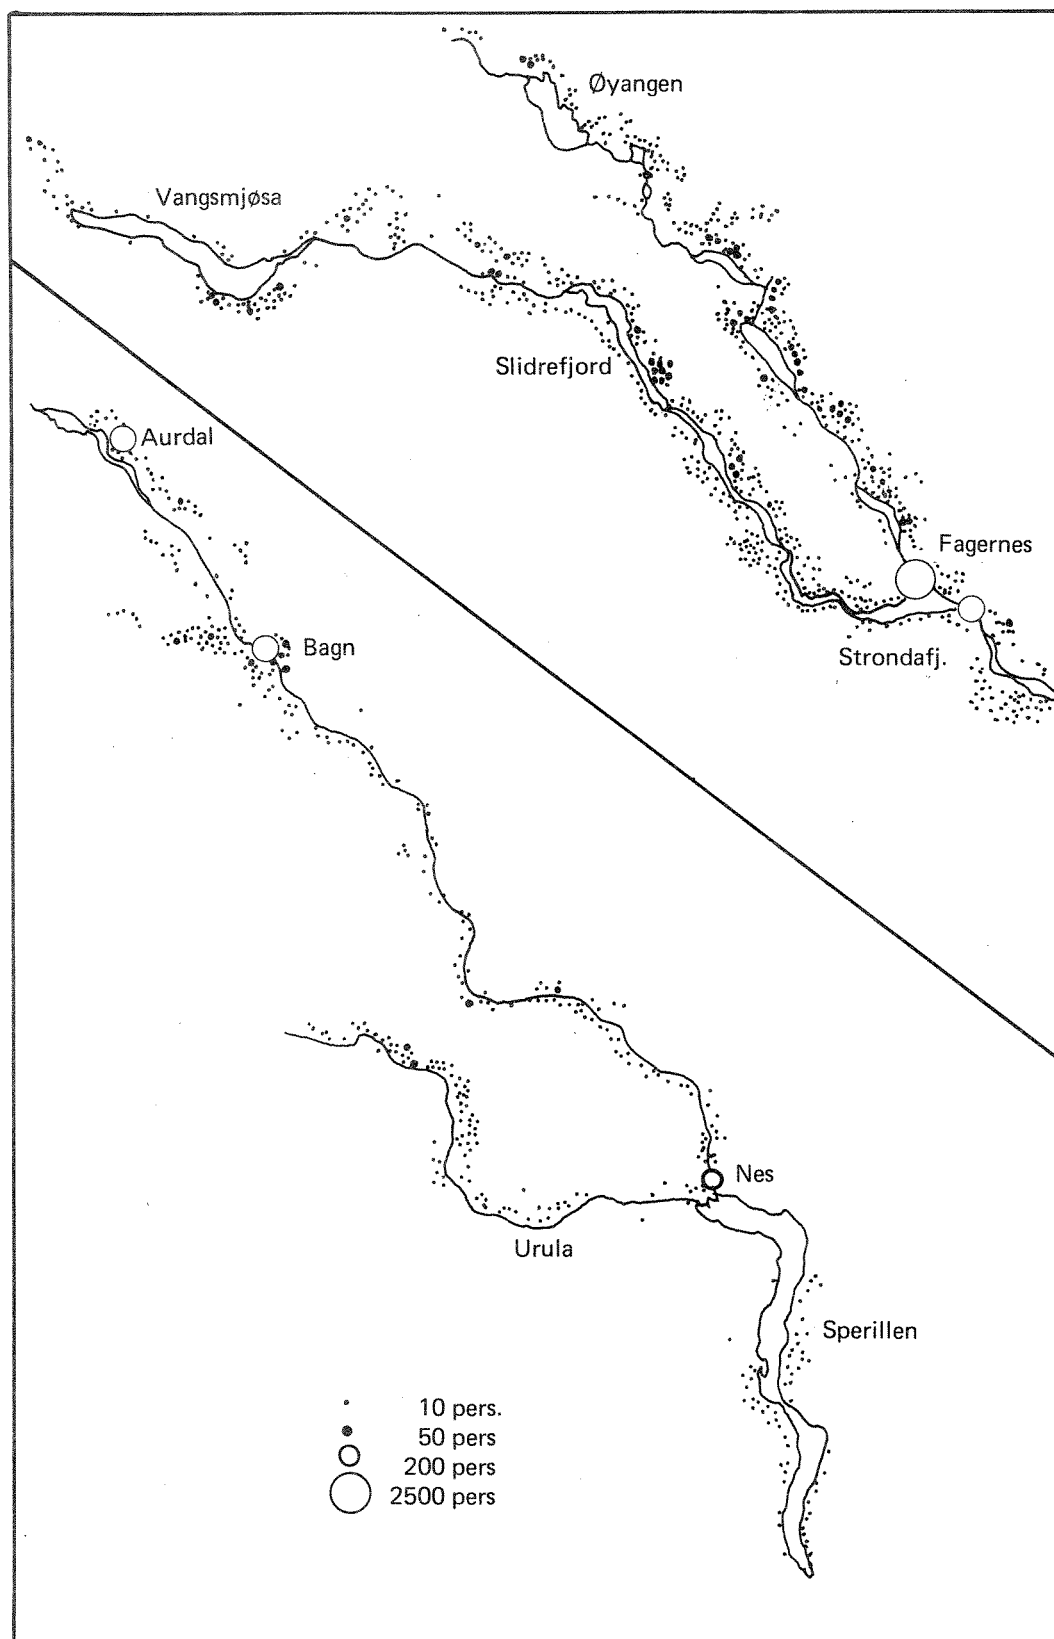 Øyangen
Vangsmjøsa
Slidrefjord
Aurdal
Fagernes
Bagn
Strondafj.
Nes
Urula
Sperillen
10 pers.
50 pers
200 pers
2500 pers